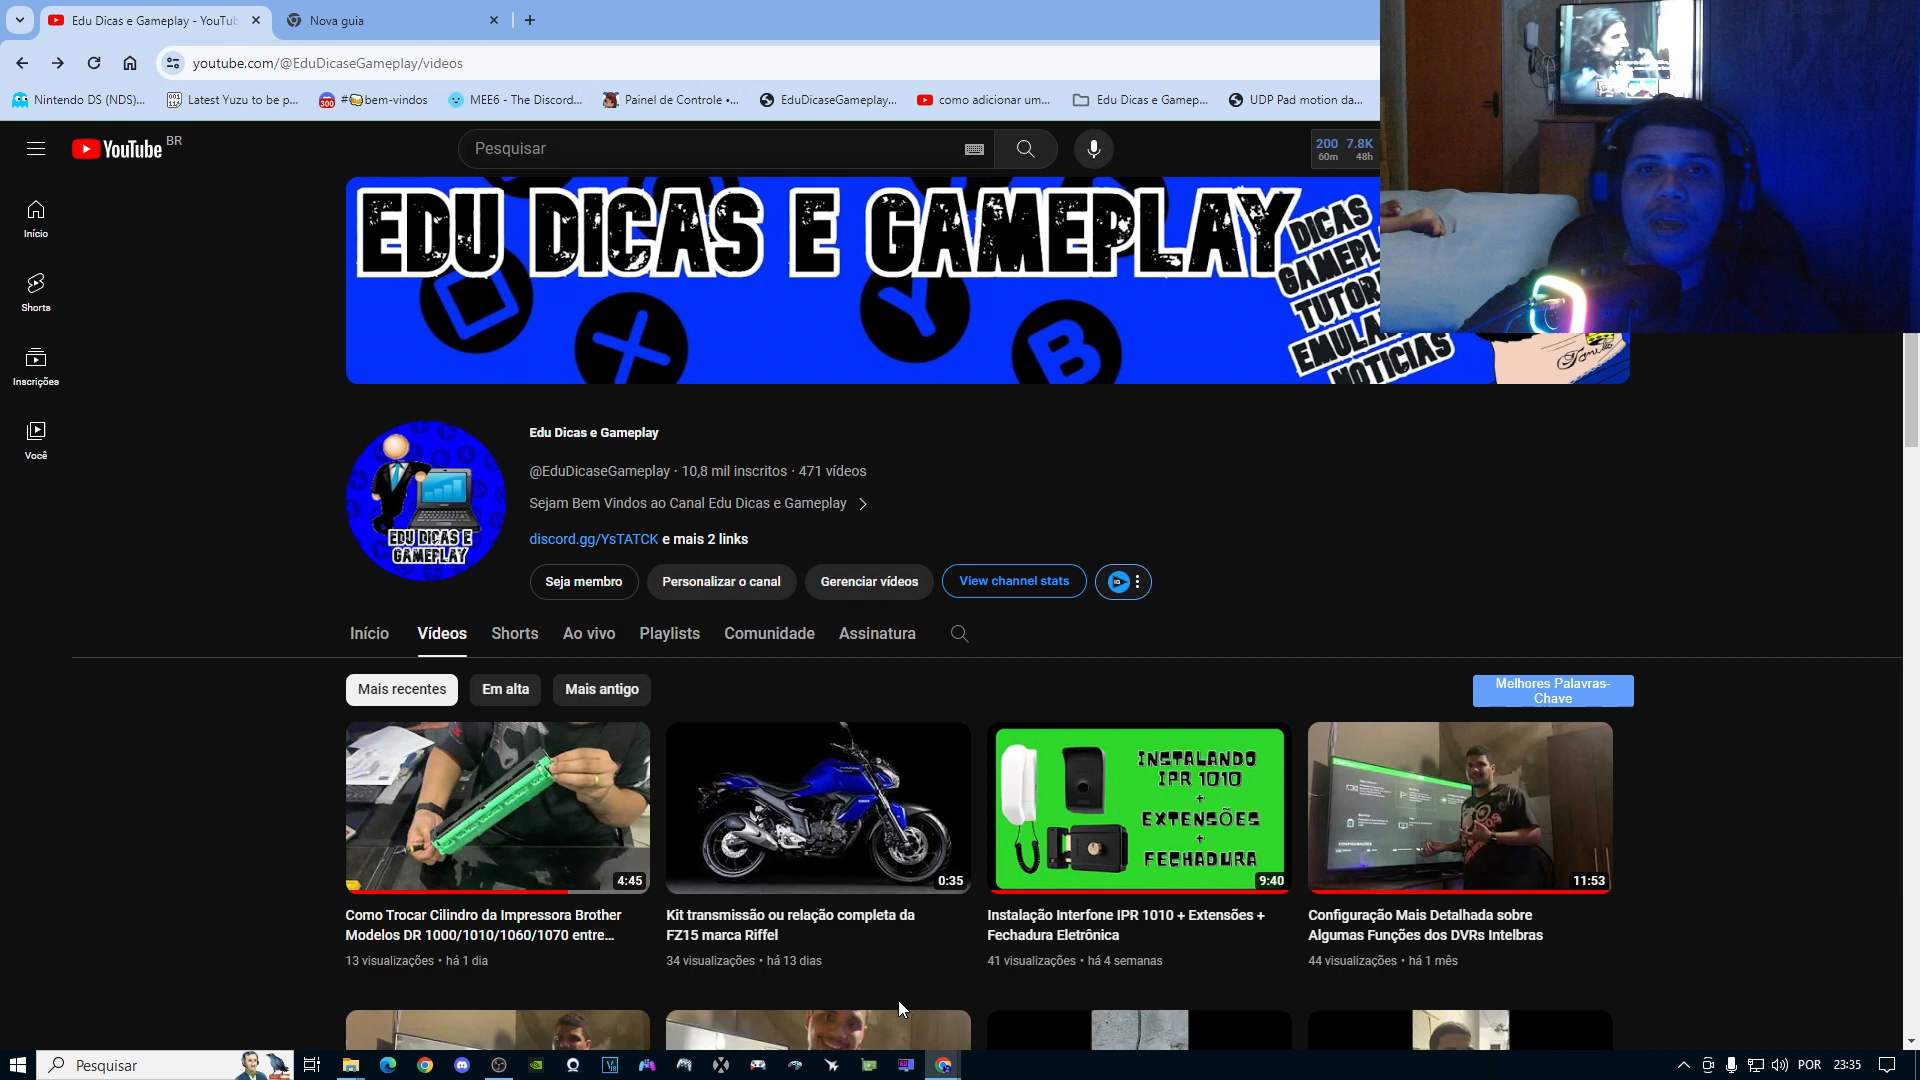 Edu Dicas e Gameplay - YouTub
Nova guia
youtube.com/@EduDicaseGameplay/videos
Nintendo DS (NDS)...
Latest Yuzu to be p...
#bem-vindos
MEE6 - The Discord...
Painel de Controle •...
EduDicaseGameplay...
como adicionar um...
Edu Dicas e Gamep...
UDP Pad motion da...
YouTube
BR
Pesquisar
200 7.8K
60m 48h
Início
Shorts
Inscrições
Você
EDU DICAS E GAMEPLAY
DICAS
NOTICIAS
Edu Dicas e Gameplay
@EduDicaseGameplay · 10,8 mil inscritos · 471 vídeos
Sejam Bem Vindos ao Canal Edu Dicas e Gameplay
discord.gg/YsTATCK e mais 2 links
Seja membro
Personalizar o canal
Gerenciar vídeos
View channel stats
EDU DICAS E
GAMEPLAY
Início
Vídeos
Shorts
Ao vivo
Playlists
Comunidade
Assinatura
Mais recentes
Em alta
Mais antigo
Melhores Palavras-
Chave
4:45
0:35
INSTALANDO
IPR 1010
+
EXTENSÕES
+
FECHADURA
9:40
11:53
Como Trocar Cilindro da Impressora Brother
Modelos DR 1000/1010/1060/1070 entre...
13 visualizações • há 1 dia
Kit transmissão ou relação completa da
FZ15 marca Riffel
34 visualizações • há 13 dias
Instalação Interfone IPR 1010 + Extensões +
Fechadura Eletrônica
41 visualizações • há 4 semanas
Configuração Mais Detalhada sobre
Algumas Funções dos DVRs Intelbras
44 visualizações • há 1 mês
Pesquisar
POR
23:35